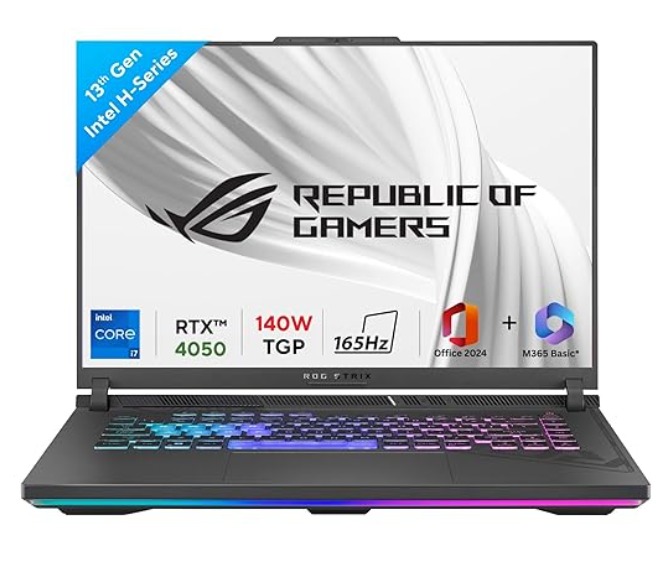 13th Gen
Intel H-Series
REPUBLIC OF
GAMERS
intel
CORE
i7
RTX™
4050
140W
TGP
165Hz
Office 2024
+
M365 Basic*
ROG STRIX